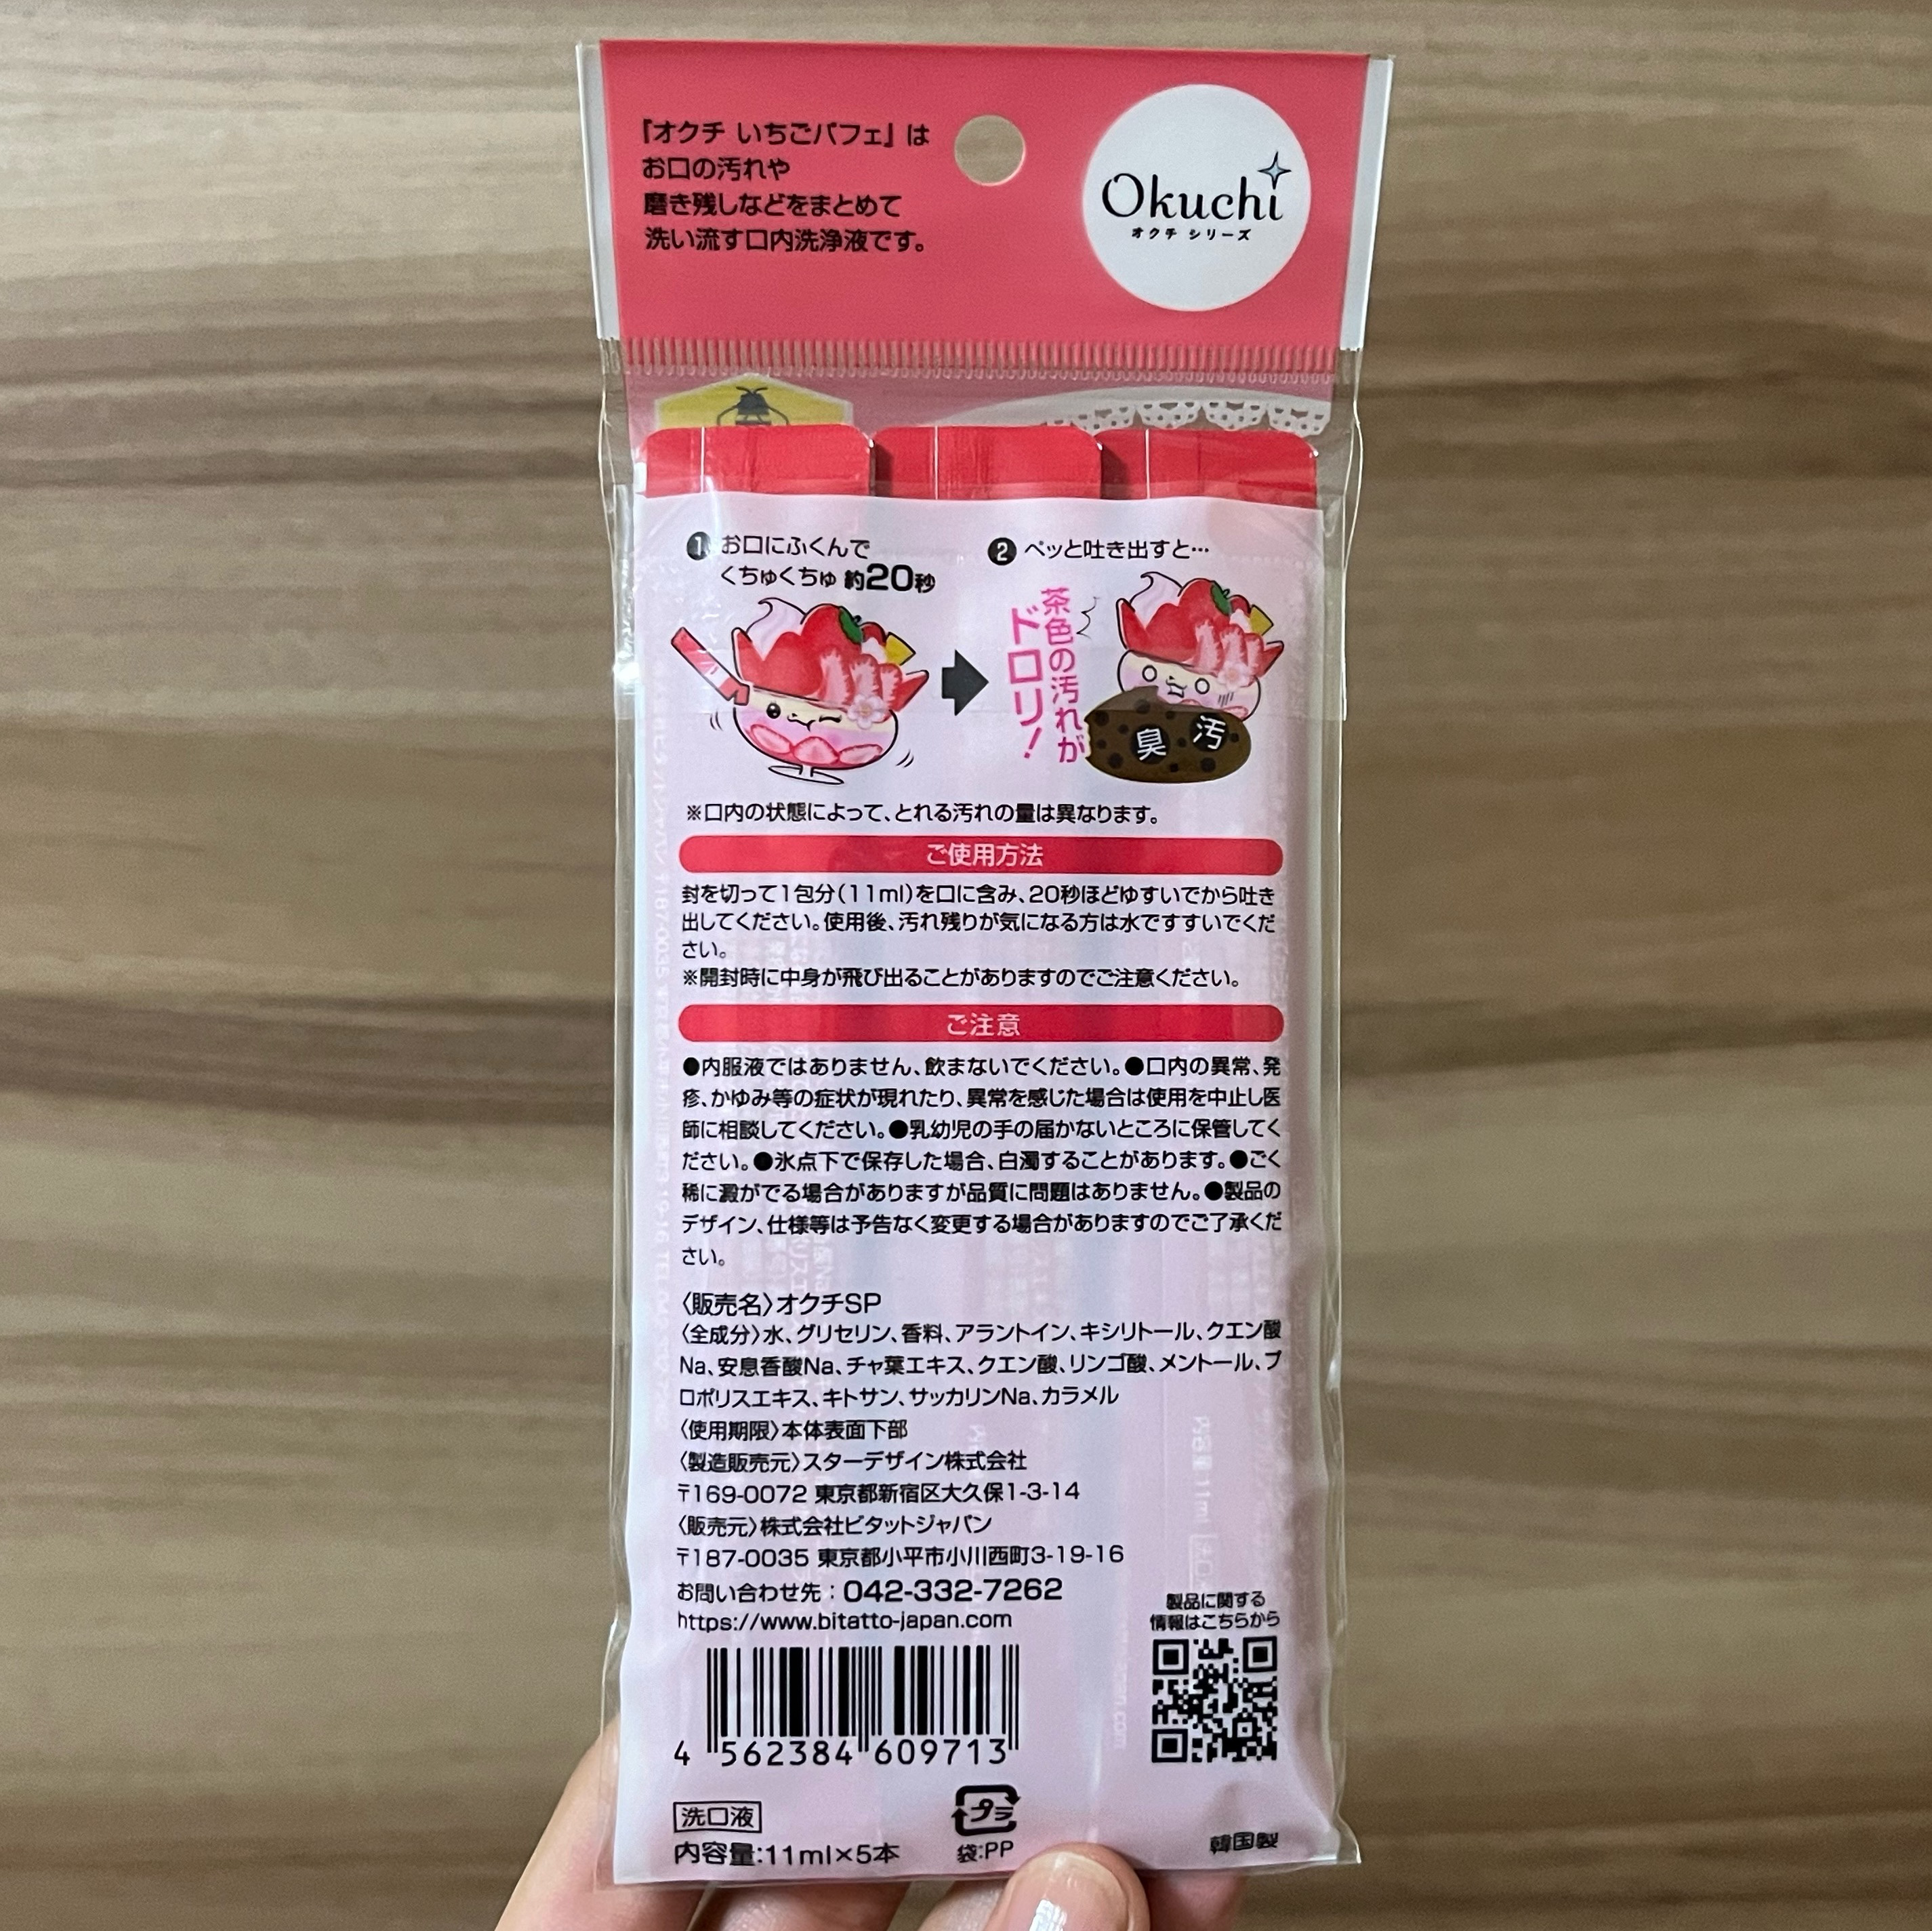 『オクチ いちごパフェ』は
お口の汚れや
磨き残しなどをまとめて
洗い流す口内洗浄液です。
Okuchi
オクチ シリーズ
❶ お口にふくんで
くちゅくちゅ 約20秒
❷ ペッと吐き出すと…
茶色の汚れが
ドロリ!
臭 汚
※口内の状態によって、とれる汚れの量は異なります。
ご使用方法
封を切って1包分(11ml)を口に含み、20秒ほどゆすいでから吐き
出してください。使用後、汚れ残りが気になる方は水ですすいでくだ
さい。
※開封時に中身が飛び出ることがありますのでご注意ください。
ご注意
●内服液ではありません、飲まないでください。●口内の異常、発
疹、かゆみ等の症状が現れたり、異常を感じた場合は使用を中止し医
師に相談してください。●乳幼児の手の届かないところに保管してく
ださい。●氷点下で保存した場合、白濁することがあります。●ごく
稀に澱がでる場合がありますが品質に問題はありません。●製品の
デザイン、仕様等は予告なく変更する場合がありますのでご了承くだ
さい。
〈販売名〉オクチSP
〈全成分〉水、グリセリン、香料、アラントイン、キシリトール、クエン酸
Na、安息香酸Na、チャ葉エキス、クエン酸、リンゴ酸、メントール、プ
ロポリスエキス、キトサン、サッカリンNa、カラメル
〈使用期限〉本体表面下部
〈製造販売元〉スターデザイン株式会社
〒169-0072 東京都新宿区大久保1-3-14
〈販売元〉株式会社ビタットジャパン
〒187-0035 東京都小平市小川西町3-19-16
お問い合わせ先:042-332-7262
https://www.bitatto-japan.com
製品に関する
情報はこちらから
4 562384 609713
洗口液
内容量:11ml×5本
プラ
袋:PP
韓国製